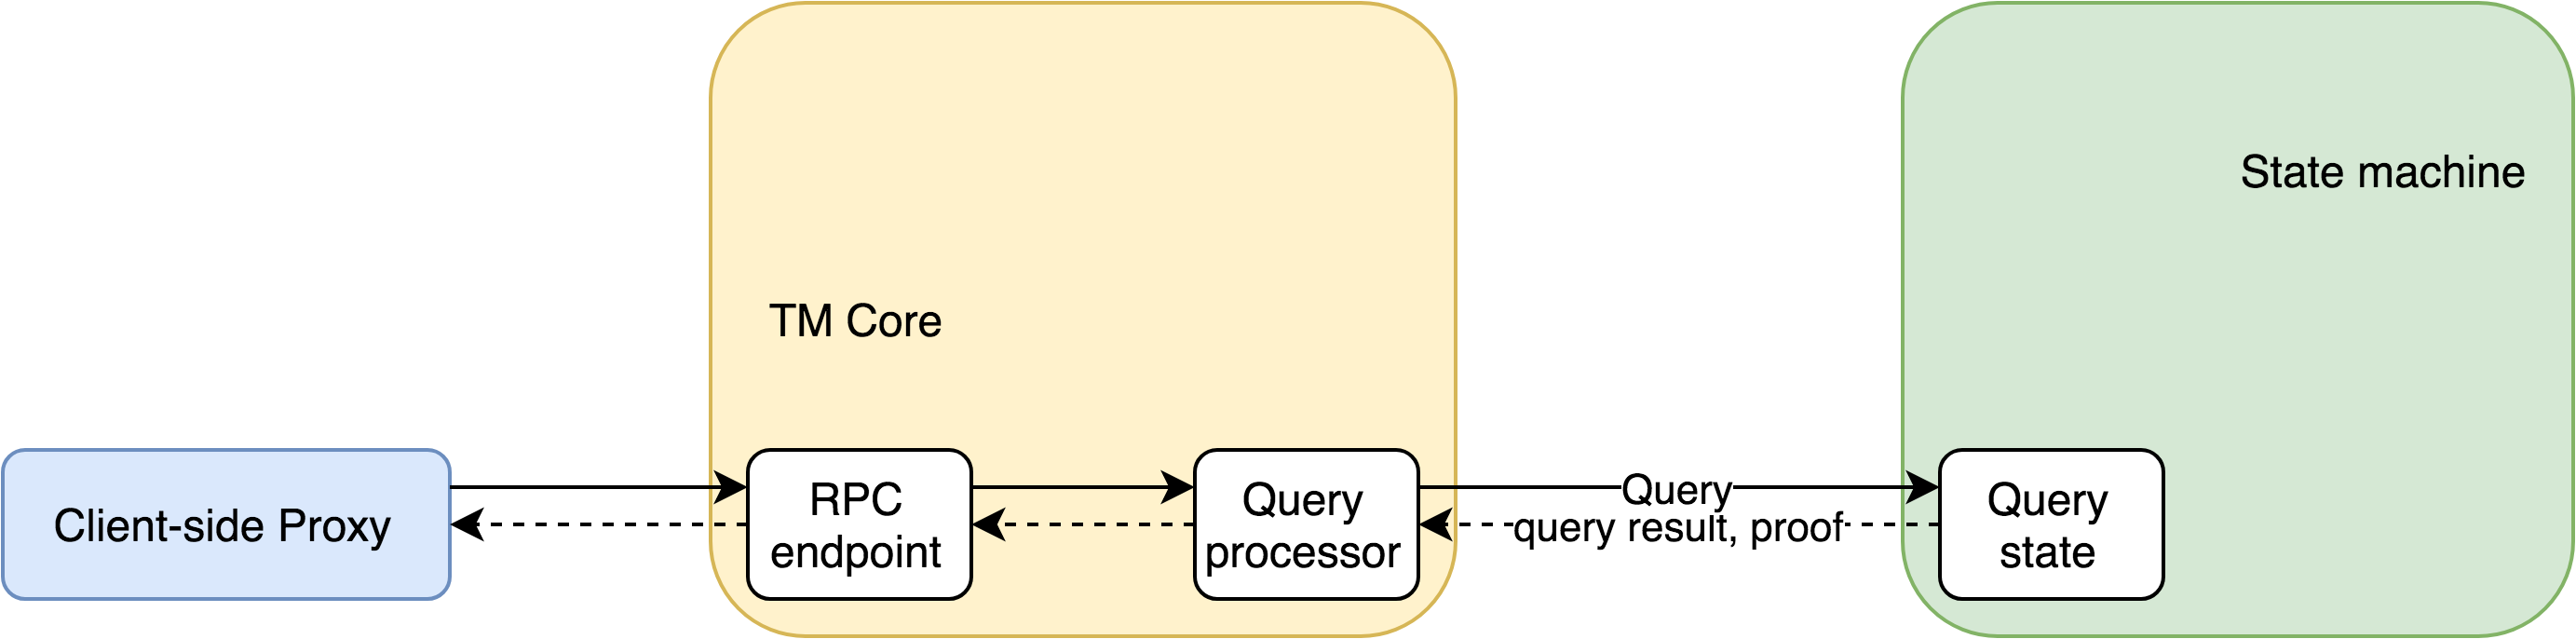 State machine
TM Core
Client-side Proxy
RPC
endpoint
Query
processor
Query
query result, proof
Query
state